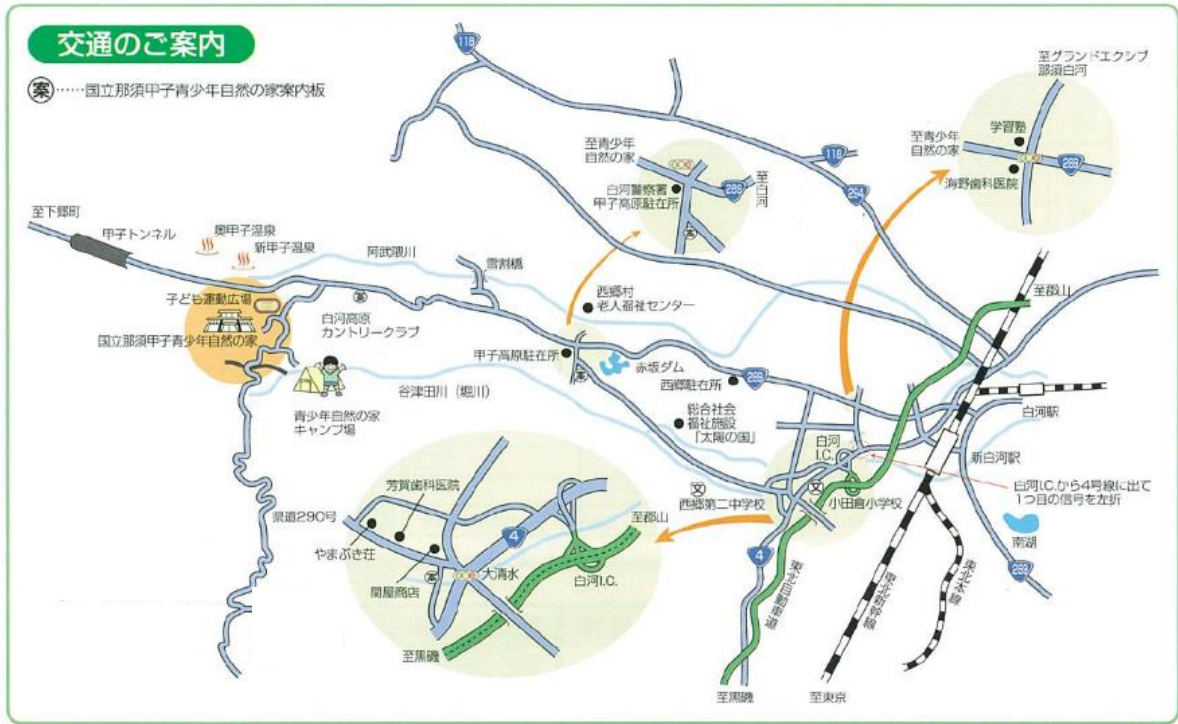 交通のご案内
案……国立那須甲子青少年自然の家案内板
118
至グランドエクシブ
那須白河
学習塾
至青少年
自然の家
289
海野歯科医院
至青少年
自然の家
118
294
289
至白河
白河警察署
甲子高原駐在所
案
至下郷町
甲子トンネル
奥甲子温泉
新甲子温泉
阿武隈川
雪割橋
至郡山
子ども運動広場
案
白河高原
カントリークラブ
西郷村
老人福祉センター
国立那須甲子青少年自然の家
甲子高原駐在所
案
赤坂ダム
西郷駐在所
289
谷津田川（堀川）
青少年自然の家
キャンプ場
総合社会
福祉施設
「太陽の国」
白河
I.C.
白河駅
新白河駅
文
西郷第二中学校
文
小田倉小学校
白河I.C.から4号線に出て
1つ目の信号を左折
南湖
289
県道290号
芳賀歯科医院
やまぶき荘
関屋商店
案
大清水
4
至郡山
白河I.C.
至黒磯
4
東北自動車道
東北新幹線
東北本線
至黒磯
至東京